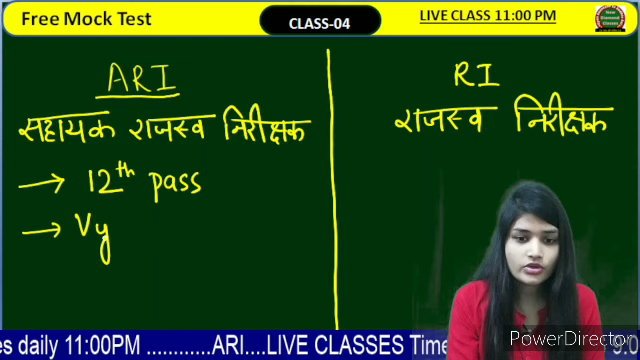 Free Mock Test
CLASS-04
LIVE CLASS 11:00 PM
ARI
सहायक राजस्व निरीक्षक
→ 12th pass
→ Vy
RI
राजस्व निरीक्षक
PowerDirector
es daily 11:00PM ............ARI....LIVE CLASSES Time